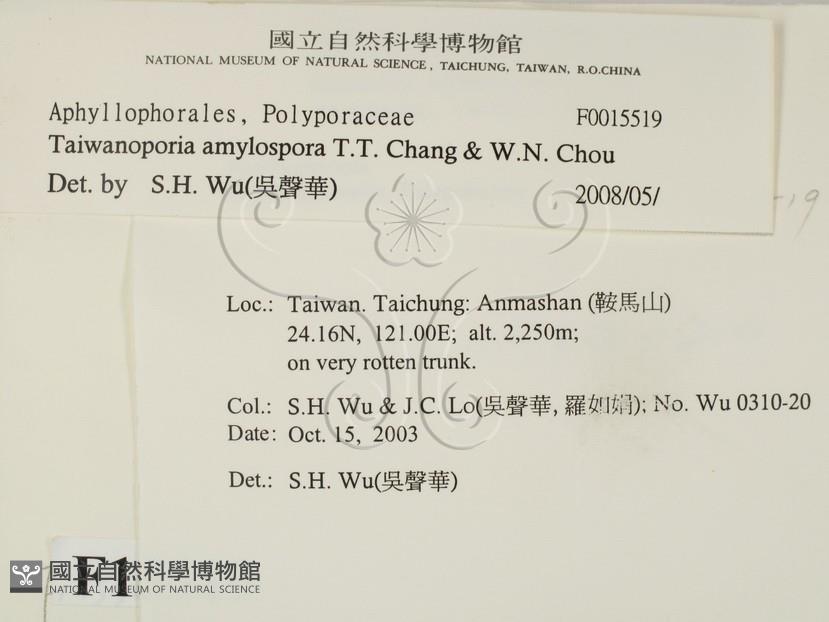 國立自然科學博物館
NATIONAL MUSEUM OF NATURAL SCIENCE, TAICHUNG, TAIWAN, R.O.CHINA
Aphyllophorales, Polyporaceae F0015519
Taiwanoporia amylospora T.T. Chang & W.N. Chou
Det. by S.H. Wu(吳聲華) 2008/05/
-19
Loc.: Taiwan. Taichung: Anmashan (鞍馬山)
24.16N, 121.00E; alt. 2,250m;
on very rotten trunk.
Col.: S.H. Wu & J.C. Lo(吳聲華, 羅如娟); No. Wu 0310-20
Date: Oct. 15, 2003
Det.: S.H. Wu(吳聲華)
F1
國立自然科學博物館
NATIONAL MUSEUM OF NATURAL SCIENCE